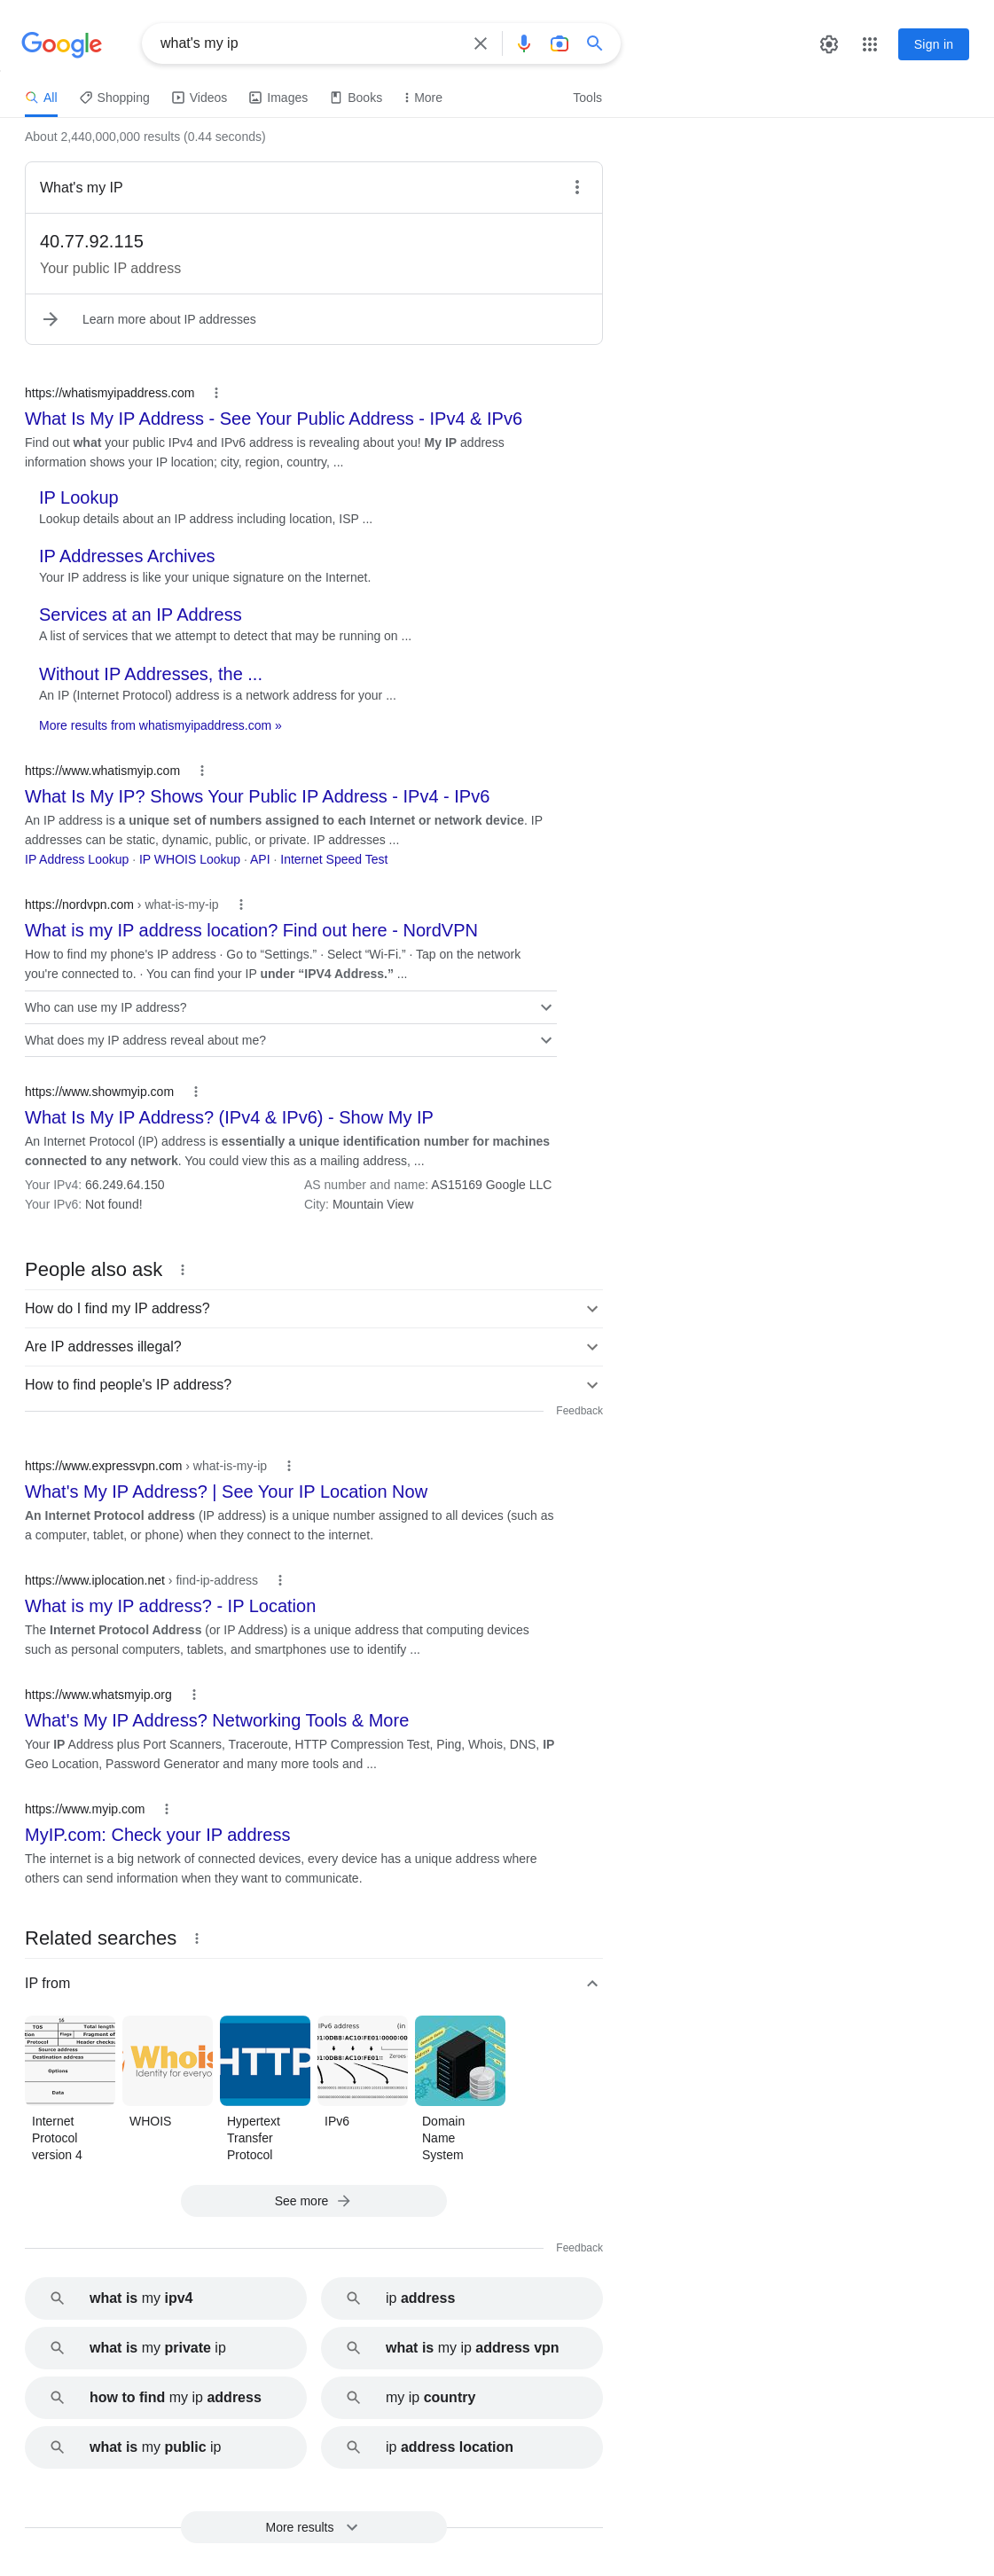 Google
what's my ip
Sign in
All
Shopping
Videos
Images
Books
More
Tools
About 2,440,000,000 results (0.44 seconds)
What's my IP
40.77.92.115
Your public IP address
Learn more about IP addresses
https://whatismyipaddress.com
What Is My IP Address - See Your Public Address - IPv4 & IPv6
Find out what your public IPv4 and IPv6 address is revealing about you! My IP address
information shows your IP location; city, region, country, ...
IP Lookup
Lookup details about an IP address including location, ISP ...
IP Addresses Archives
Your IP address is like your unique signature on the Internet.
Services at an IP Address
A list of services that we attempt to detect that may be running on ...
Without IP Addresses, the ...
An IP (Internet Protocol) address is a network address for your ...
More results from whatismyipaddress.com »
https://www.whatismyip.com
What Is My IP? Shows Your Public IP Address - IPv4 - IPv6
An IP address is a unique set of numbers assigned to each Internet or network device. IP
addresses can be static, dynamic, public, or private. IP addresses ...
IP Address Lookup · IP WHOIS Lookup · API · Internet Speed Test
https://nordvpn.com › what-is-my-ip
What is my IP address location? Find out here - NordVPN
How to find my phone's IP address · Go to “Settings.” · Select “Wi-Fi.” · Tap on the network
you're connected to. · You can find your IP under “IPV4 Address.” ...
Who can use my IP address?
What does my IP address reveal about me?
https://www.showmyip.com
What Is My IP Address? (IPv4 & IPv6) - Show My IP
An Internet Protocol (IP) address is essentially a unique identification number for machines
connected to any network. You could view this as a mailing address, ...
Your IPv4: 66.249.64.150
AS number and name: AS15169 Google LLC
Your IPv6: Not found!
City: Mountain View
People also ask
How do I find my IP address?
Are IP addresses illegal?
How to find people's IP address?
Feedback
https://www.expressvpn.com › what-is-my-ip
What's My IP Address? | See Your IP Location Now
An Internet Protocol address (IP address) is a unique number assigned to all devices (such as
a computer, tablet, or phone) when they connect to the internet.
https://www.iplocation.net › find-ip-address
What is my IP address? - IP Location
The Internet Protocol Address (or IP Address) is a unique address that computing devices
such as personal computers, tablets, and smartphones use to identify ...
https://www.whatsmyip.org
What's My IP Address? Networking Tools & More
Your IP Address plus Port Scanners, Traceroute, HTTP Compression Test, Ping, Whois, DNS, IP
Geo Location, Password Generator and many more tools and ...
https://www.myip.com
MyIP.com: Check your IP address
The internet is a big network of connected devices, every device has a unique address where
others can send information when they want to communicate.
Related searches
IP from
TOS
Total length
Flags
Fragment of
Protocol
Header checks
Source address
Destination address
Options
Data
Whois
Identity for everyo
HTTP
IPv6 address
(in
Zeroes
Internet
Protocol
version 4
WHOIS
Hypertext
Transfer
Protocol
IPv6
Domain
Name
System
See more
Feedback
what is my ipv4
ip address
what is my private ip
what is my ip address vpn
how to find my ip address
my ip country
what is my public ip
ip address location
More results